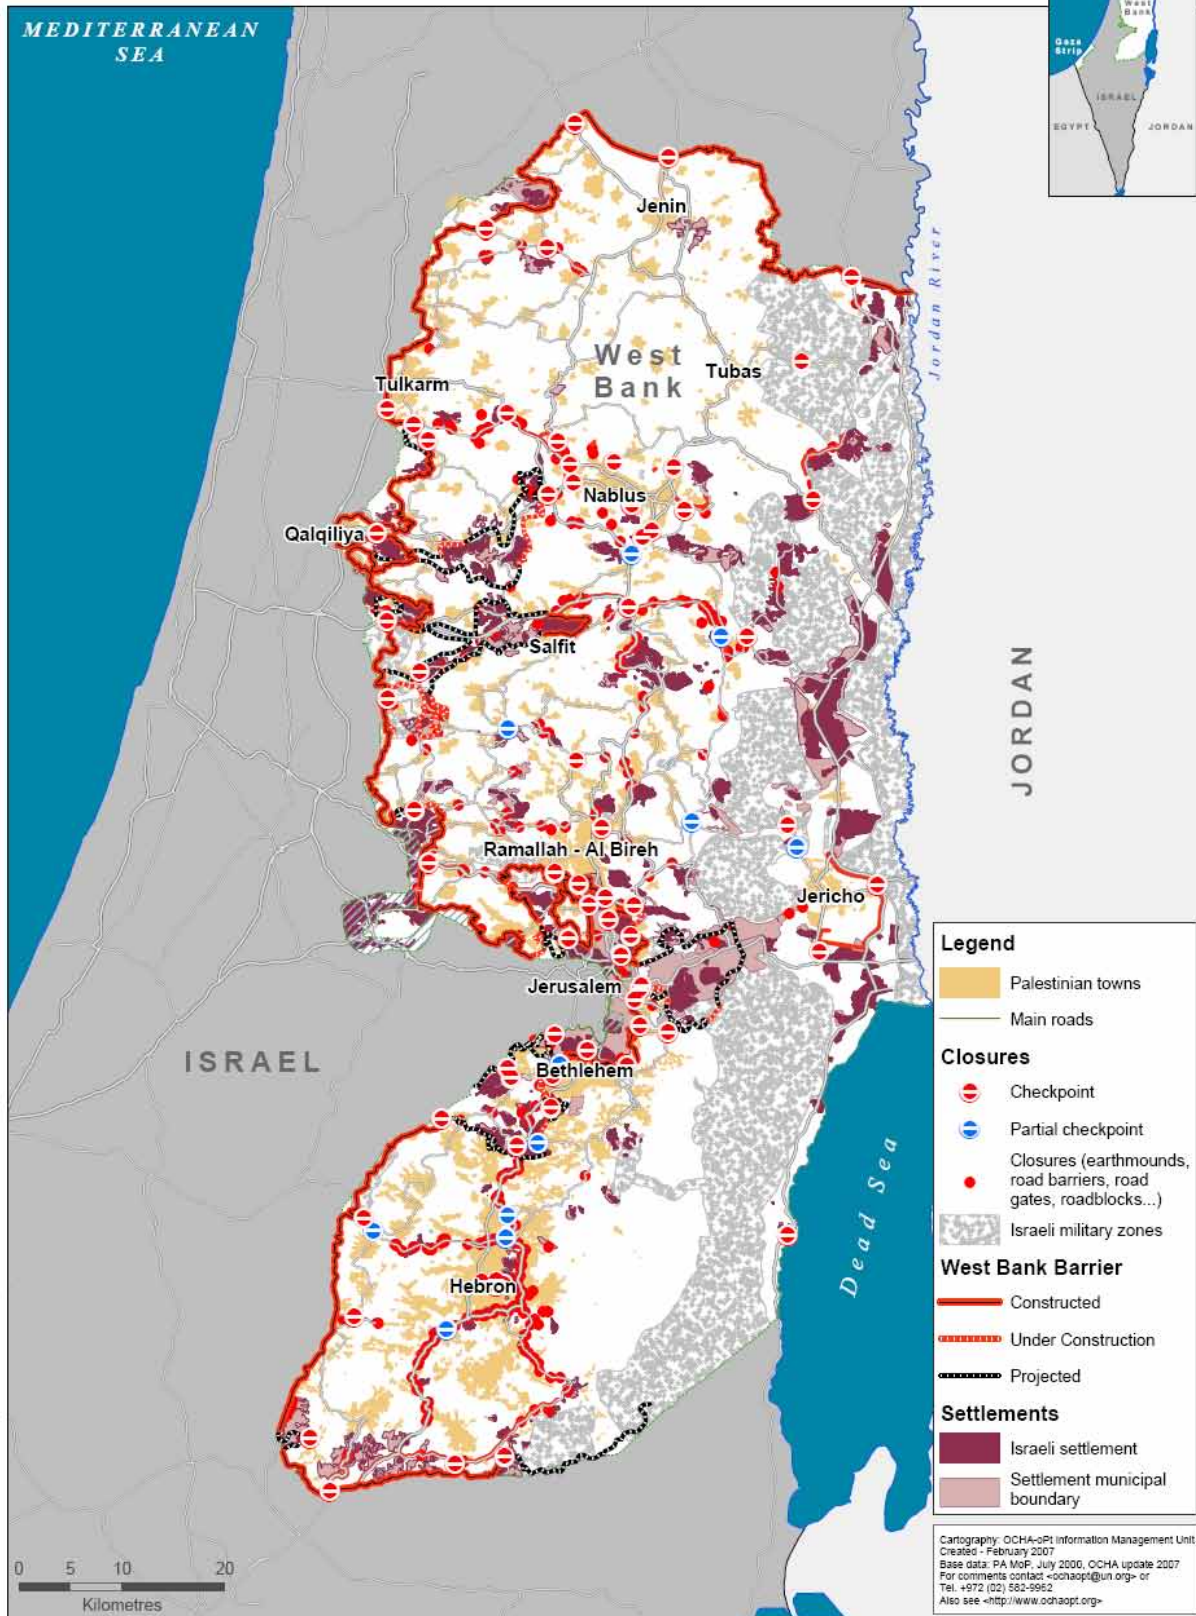 MEDITERRANEAN
SEA
West
Bank
Gaza
Strip
ISRAEL
EGYPT
JORDAN
Jenin
Jordan River
West
Bank
Tubas
Tulkarm
Nablus
Qalqiliya
Salfit
JORDAN
Ramallah - Al Bireh
Jericho
Jerusalem
ISRAEL
Bethlehem
Dead Sea
Hebron
Legend
Palestinian towns
Main roads
Closures
Checkpoint
Partial checkpoint
Closures (earthmounds,
road barriers, road
gates, roadblocks...)
Israeli military zones
West Bank Barrier
Constructed
Under Construction
Projected
Settlements
Israeli settlement
Settlement municipal
boundary
Cartography: OCHA-oPt Information Management Unit
Created - February 2007
Base data: PA MoP, July 2000, OCHA update 2007
For comments contact <ochaopt@un.org> or
Tel. +972 (02) 582-9962
Also see <http://www.ochaopt.org>
0 5 10 20
Kilometres